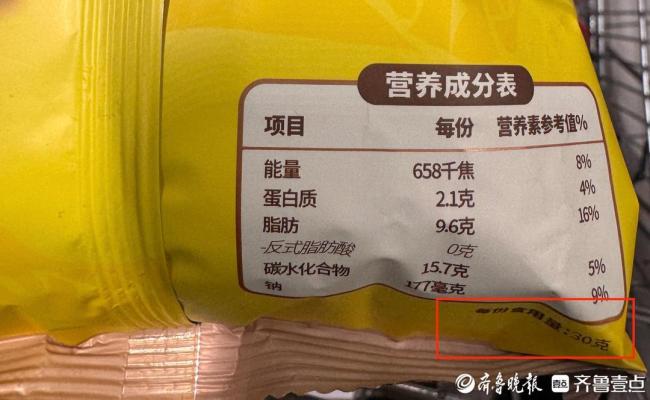 营养成分表
项目 每份 营养素参考值%
能量 658千焦 8%
蛋白质 2.1克 4%
脂肪 9.6克 16%
-反式脂肪酸 0克
碳水化合物 15.7克 5%
钠 177毫克 9%
每份食用量:30克
齐鲁晚报 壹点 齐鲁壹点